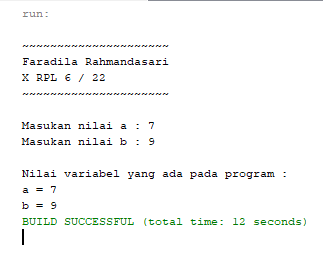 run:
~~~~~~~~~~~~~~~~~~~~~
Faradila Rahmandasari
X RPL 6 / 22
~~~~~~~~~~~~~~~~~~~~~
Masukan nilai a : 7
Masukan nilai b : 9
Nilai variabel yang ada pada program :
a = 7
b = 9
BUILD SUCCESSFUL (total time: 12 seconds)